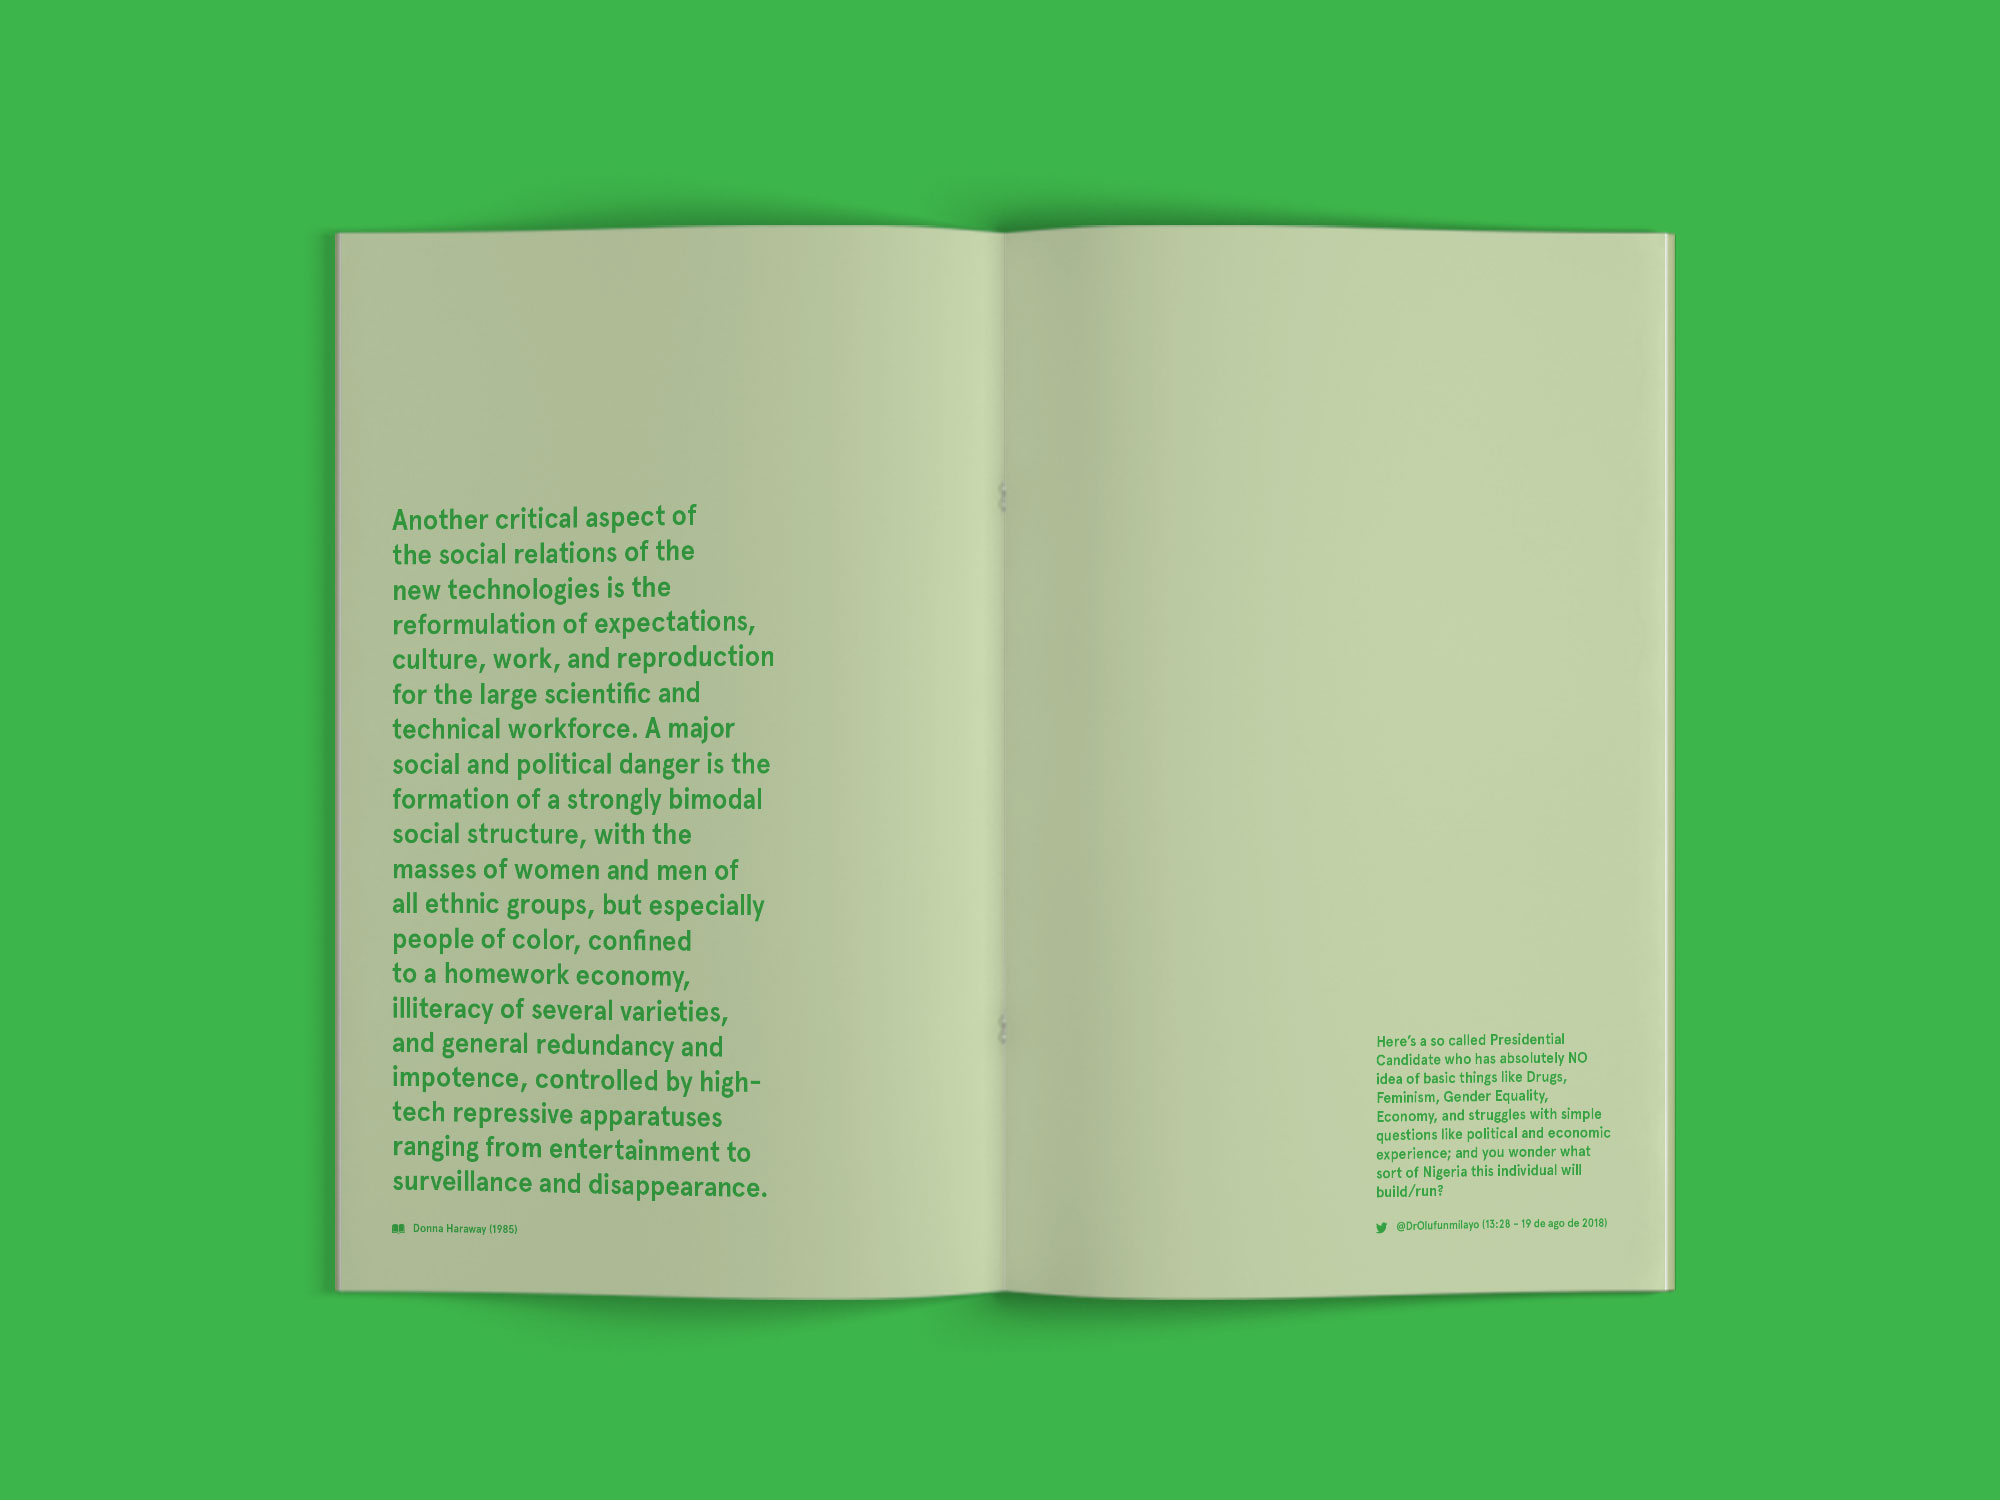 Another critical aspect of
the social relations of the
new technologies is the
reformulation of expectations,
culture, work, and reproduction
for the large scientific and
technical workforce. A major
social and political danger is the
formation of a strongly bimodal
social structure, with the
masses of women and men of
all ethnic groups, but especially
people of color, confined
to a homework economy,
illiteracy of several varieties,
and general redundancy and
impotence, controlled by high-
tech repressive apparatuses
ranging from entertainment to
surveillance and disappearance.
Donna Haraway (1985)
Here's a so called Presidential
Candidate who has absolutely NO
idea of basic things like Drugs,
Feminism, Gender Equality,
Economy, and struggles with simple
questions like political and economic
experience; and you wonder what
sort of Nigeria this individual will
build/run?
@DrOlufunmilayo (13:28 - 19 de ago de 2018)